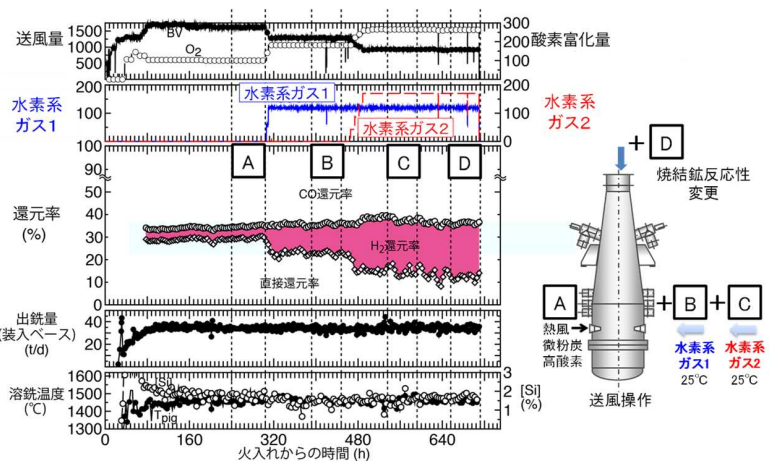 送風量
1500
1000
500
BV
O2
300
200
100
0
酸素富化量
水素系
ガス1
200
100
0
水素系ガス1
水素系ガス2
200
100
0
水素系
ガス2
還元率
(%)
100
90
50
40
30
20
10
0
A
B
C
D
CO還元率
H2還元率
直接還元率
出銑量
(装入ベース)
(t/d)
40
20
溶銑温度
(℃)
1600
1500
1400
1300
[Si]
Tpig
3
2
1
[Si]
(%)
0
160
320
480
640
火入れからの時間 (h)
+ D
焼結鉱反応性
変更
A
+ B + C
熱風
微粉炭
高酸素
水素系
ガス1
25℃
水素系
ガス2
25℃
送風操作